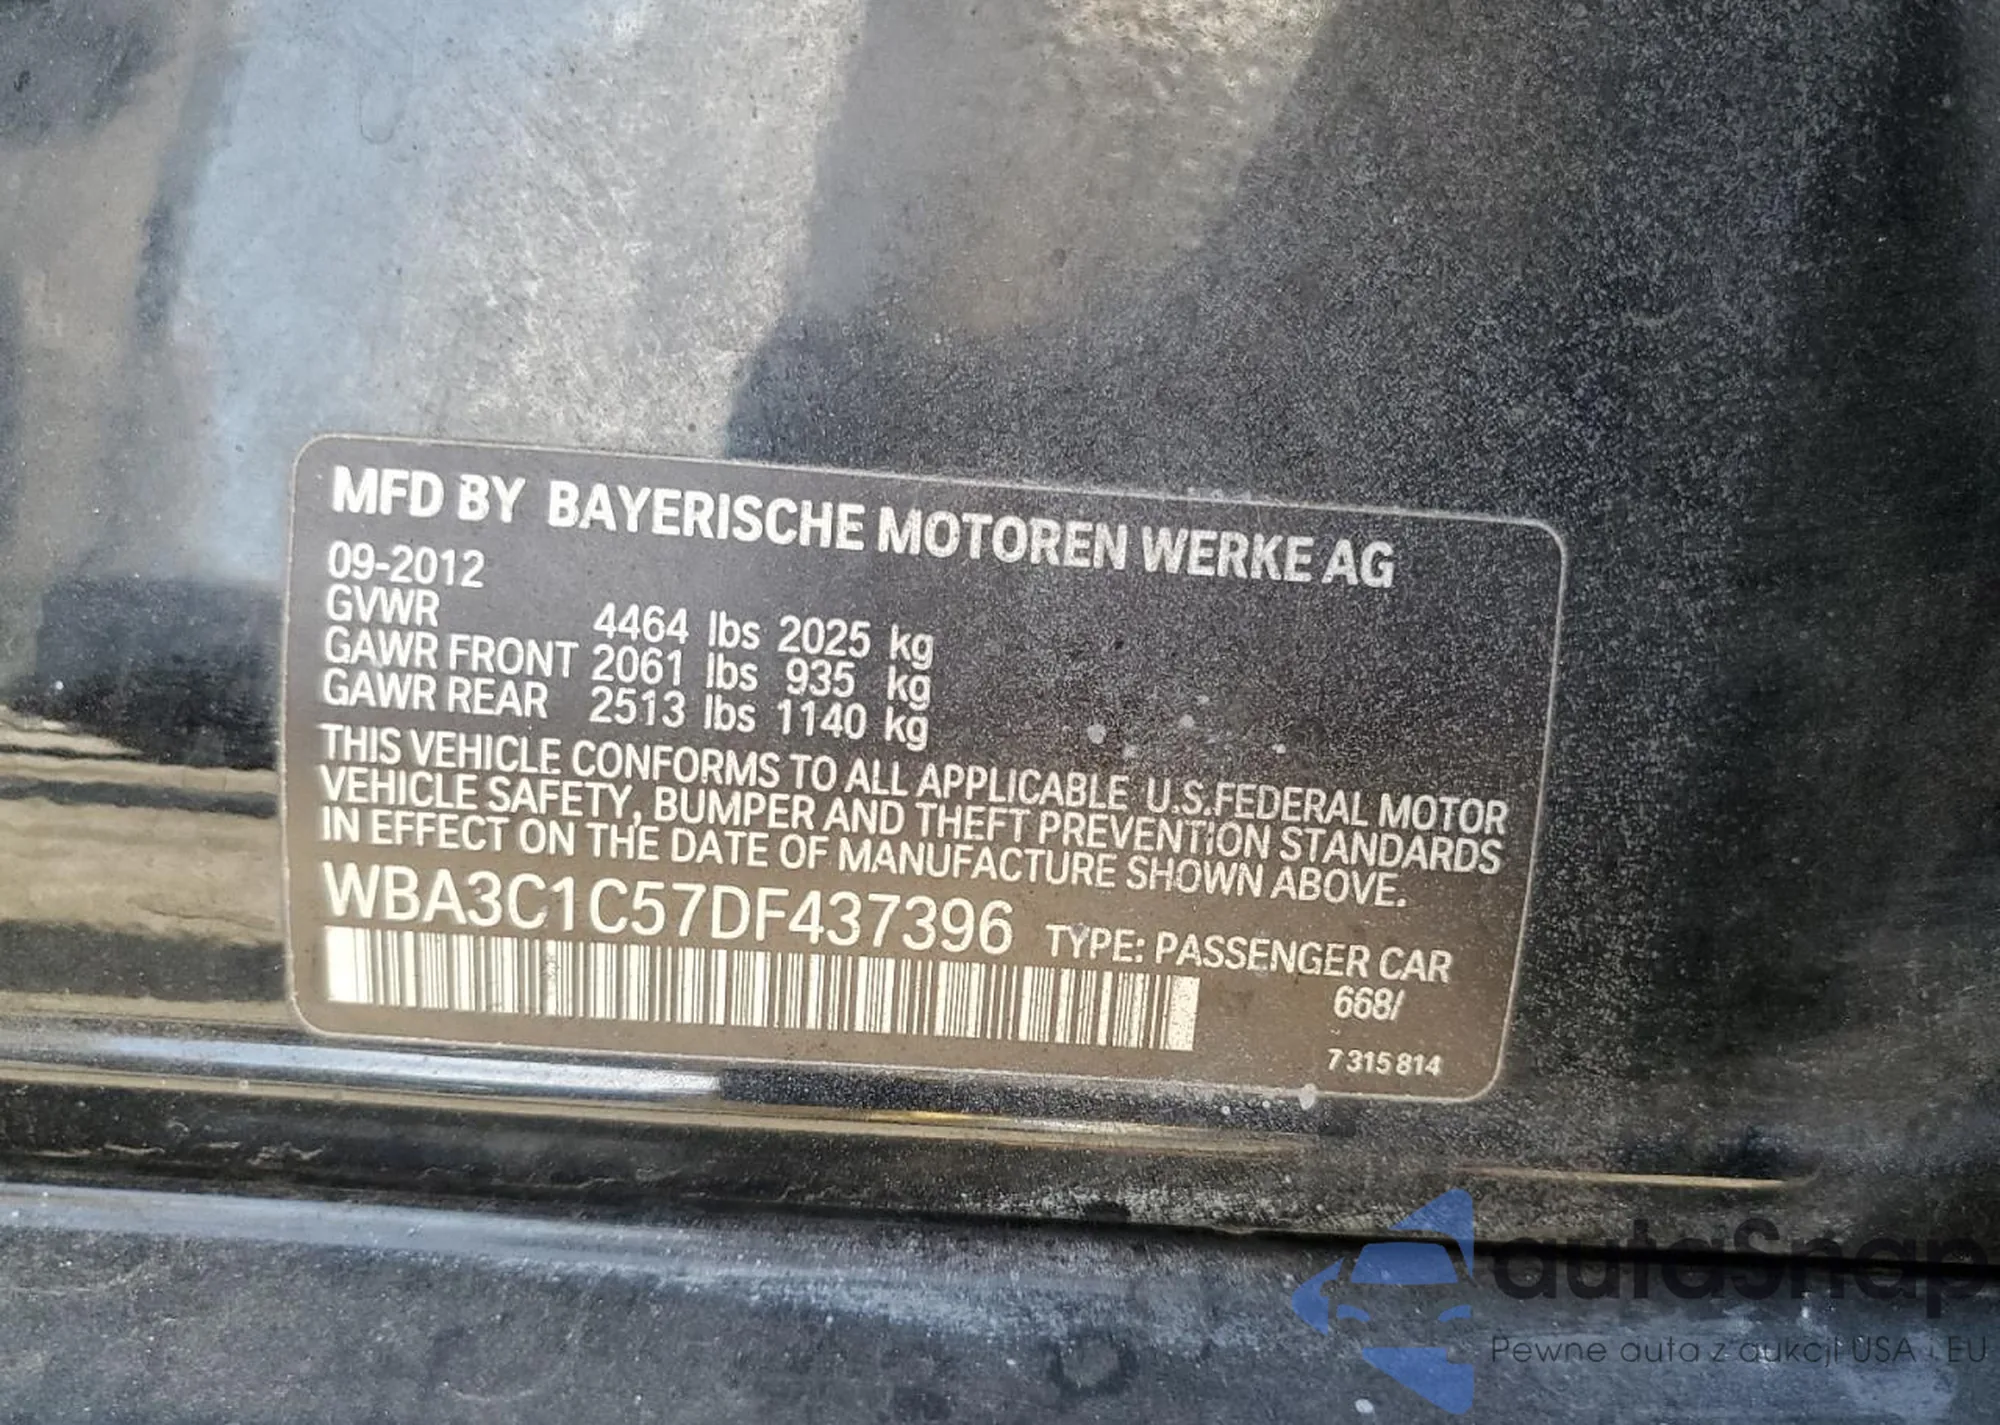 MFD BY BAYERISCHE MOTOREN WERKE AG
09-2012
GVWR 4464 lbs 2025 kg
GAWR FRONT 2061 lbs 935 kg
GAWR REAR 2513 lbs 1140 kg
THIS VEHICLE CONFORMS TO ALL APPLICABLE U.S.FEDERAL MOTOR
VEHICLE SAFETY, BUMPER AND THEFT PREVENTION STANDARDS
IN EFFECT ON THE DATE OF MANUFACTURE SHOWN ABOVE.
WBA3C1C57DF437396 TYPE: PASSENGER CAR
668/
7 315 814
autaSnap
Pewne auta z aukcji USA i EU